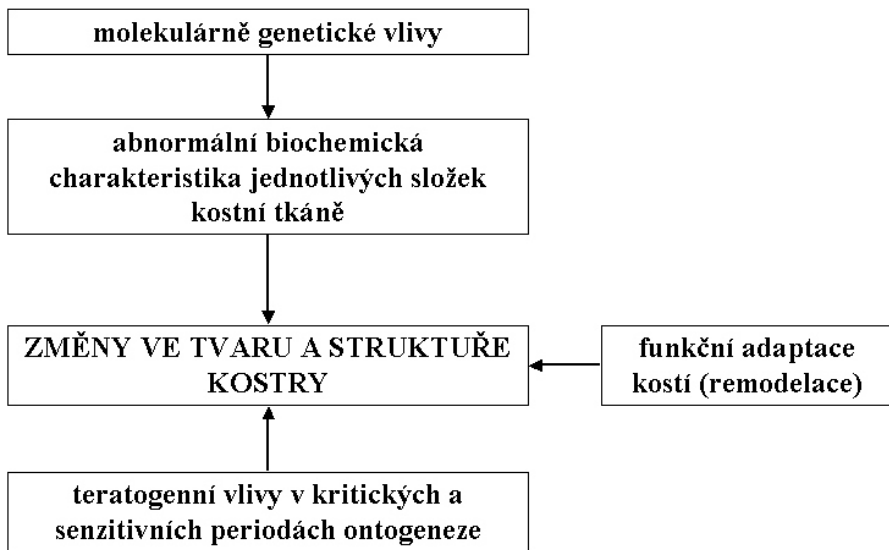 molekulárně genetické vlivy
abnormální biochemická
charakteristika jednotlivých složek
kostní tkáně
ZMĚNY VE TVARU A STRUKTUŘE
KOSTRY
funkční adaptace
kostí (remodelace)
teratogenní vlivy v kritických a
senzitivních periodách ontogeneze